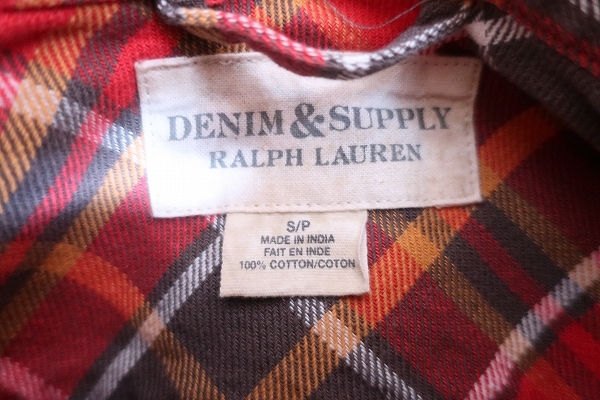 DENIM & SUPPLY
RALPH LAUREN
S/P
MADE IN INDIA
FAIT EN INDE
100% COTTON/COTON